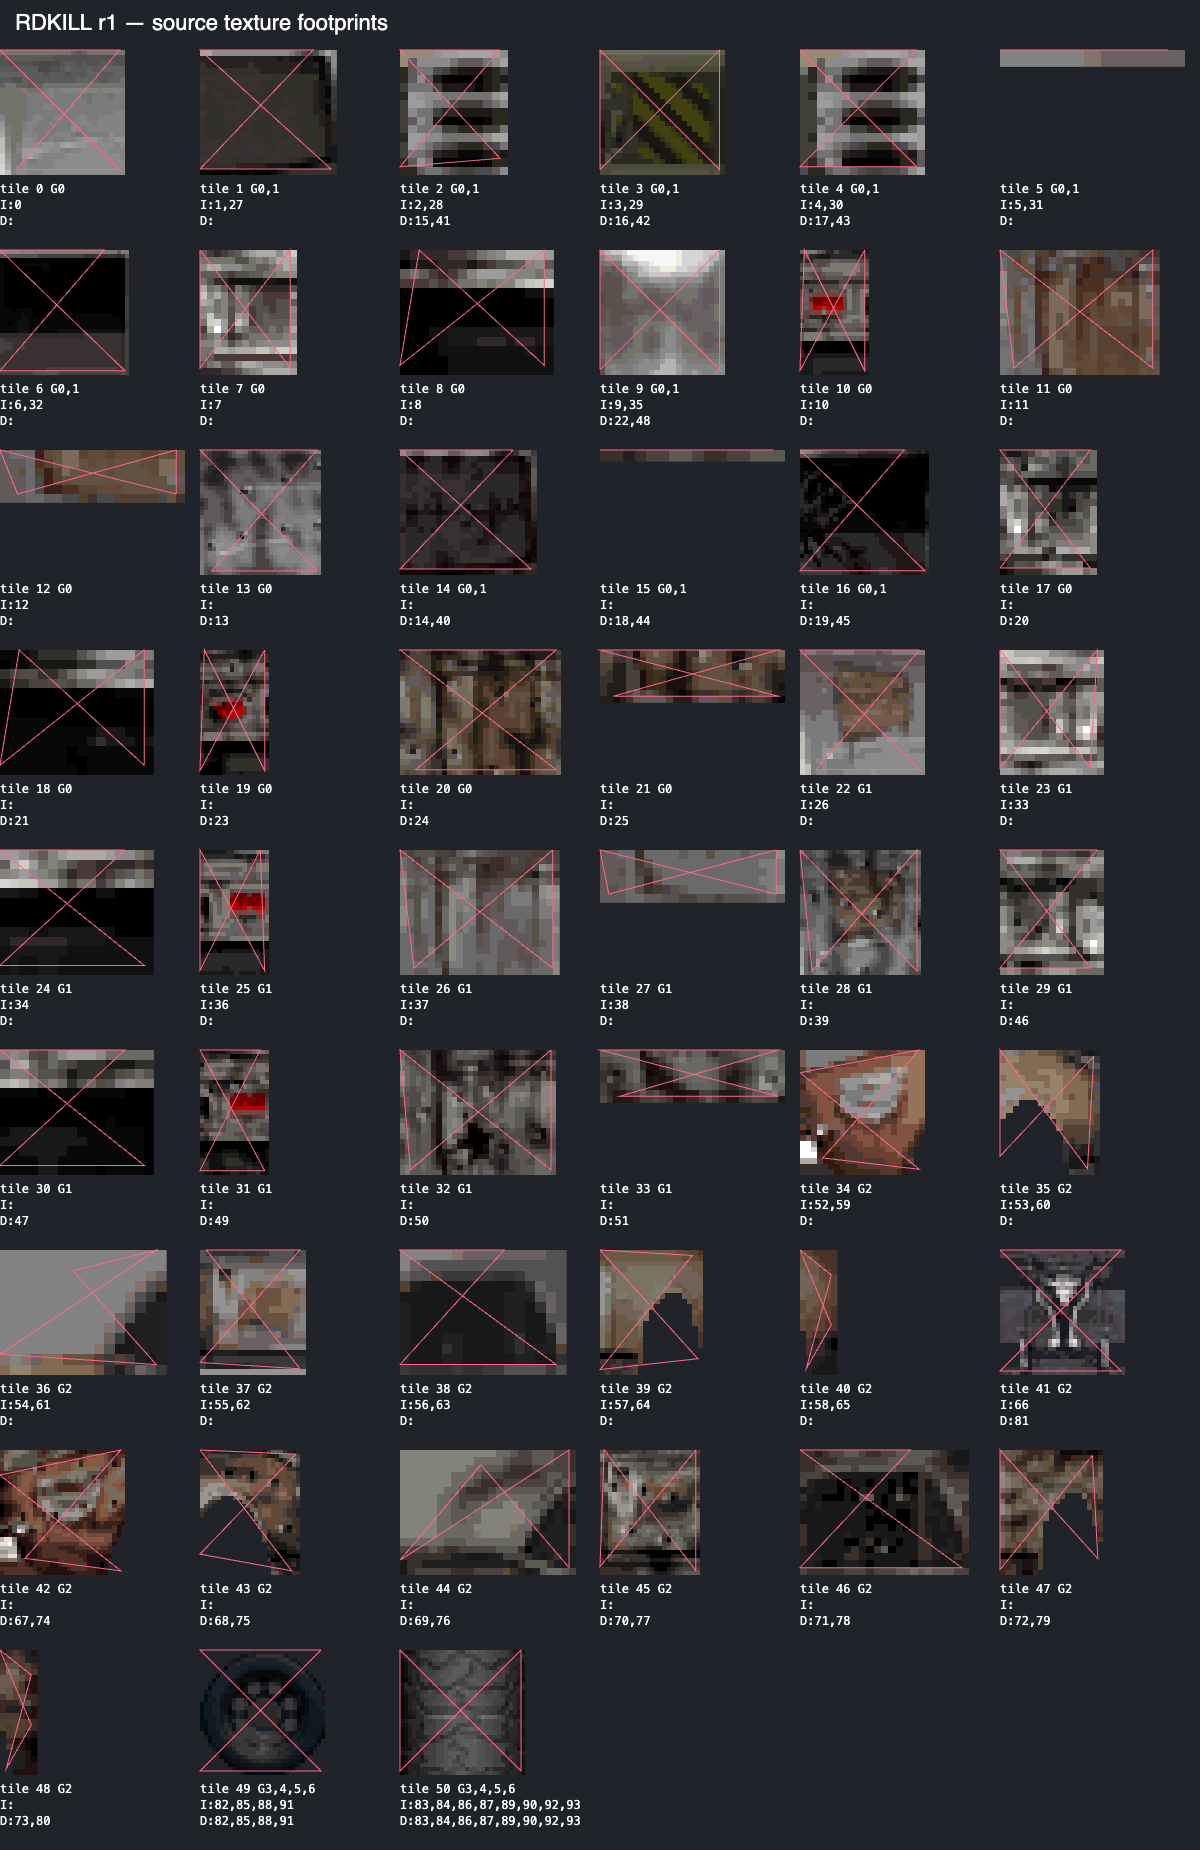 RDKILL r1 — source texture footprints
tile 0 G0
I:0
D:
tile 1 G0,1
I:1,27
D:
tile 2 G0,1
I:2,28
D:15,41
tile 3 G0,1
I:3,29
D:16,42
tile 4 G0,1
I:4,30
D:17,43
tile 5 G0,1
I:5,31
D:
tile 6 G0,1
I:6,32
D:
tile 7 G0
I:7
D:
tile 8 G0
I:8
D:
tile 9 G0,1
I:9,35
D:22,48
tile 10 G0
I:10
D:
tile 11 G0
I:11
D:
tile 12 G0
I:12
D:
tile 13 G0
I:
D:13
tile 14 G0,1
I:
D:14,40
tile 15 G0,1
I:
D:18,44
tile 16 G0,1
I:
D:19,45
tile 17 G0
I:
D:20
tile 18 G0
I:
D:21
tile 19 G0
I:
D:23
tile 20 G0
I:
D:24
tile 21 G0
I:
D:25
tile 22 G1
I:26
D:
tile 23 G1
I:33
D:
tile 24 G1
I:34
D:
tile 25 G1
I:36
D:
tile 26 G1
I:37
D:
tile 27 G1
I:38
D:
tile 28 G1
I:
D:39
tile 29 G1
I:
D:46
tile 30 G1
I:
D:47
tile 31 G1
I:
D:49
tile 32 G1
I:
D:50
tile 33 G1
I:
D:51
tile 34 G2
I:52,59
D:
tile 35 G2
I:53,60
D:
tile 36 G2
I:54,61
D:
tile 37 G2
I:55,62
D:
tile 38 G2
I:56,63
D:
tile 39 G2
I:57,64
D:
tile 40 G2
I:58,65
D:
tile 41 G2
I:66
D:81
tile 42 G2
I:
D:67,74
tile 43 G2
I:
D:68,75
tile 44 G2
I:
D:69,76
tile 45 G2
I:
D:70,77
tile 46 G2
I:
D:71,78
tile 47 G2
I:
D:72,79
tile 48 G2
I:
D:73,80
tile 49 G3,4,5,6
I:82,85,88,91
D:82,85,88,91
tile 50 G3,4,5,6
I:83,84,86,87,89,90,92,93
D:83,84,86,87,89,90,92,93